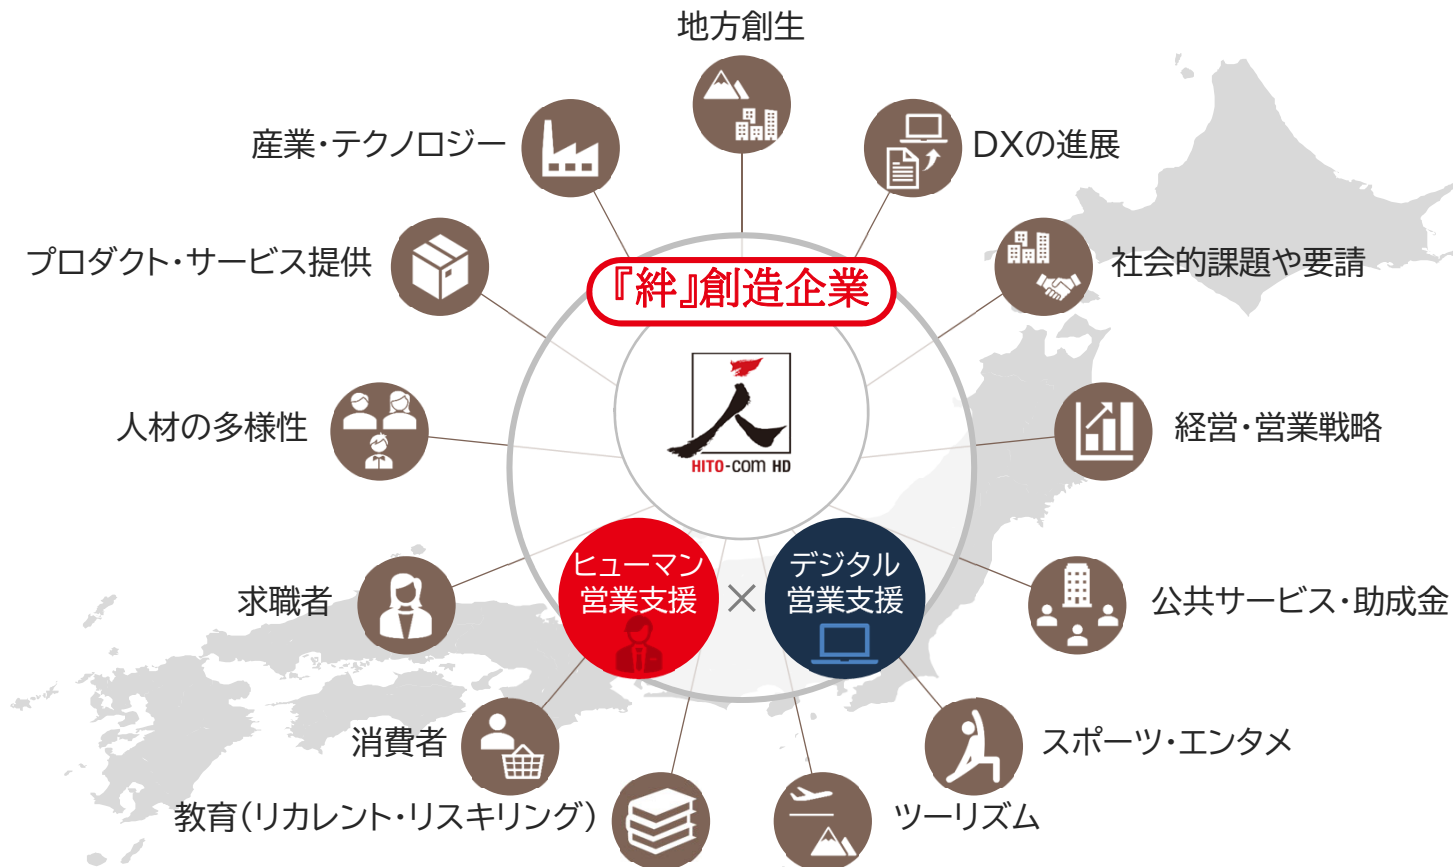 地方創生
産業・テクノロジー
DXの進展
プロダクト・サービス提供
社会的課題や要請
『絆』創造企業
人
HITO-com HD
人材の多様性
経営・営業戦略
ヒューマン
営業支援
×
デジタル
営業支援
求職者
公共サービス・助成金
消費者
スポーツ・エンタメ
教育(リカレント・リスキリング)
ツーリズム